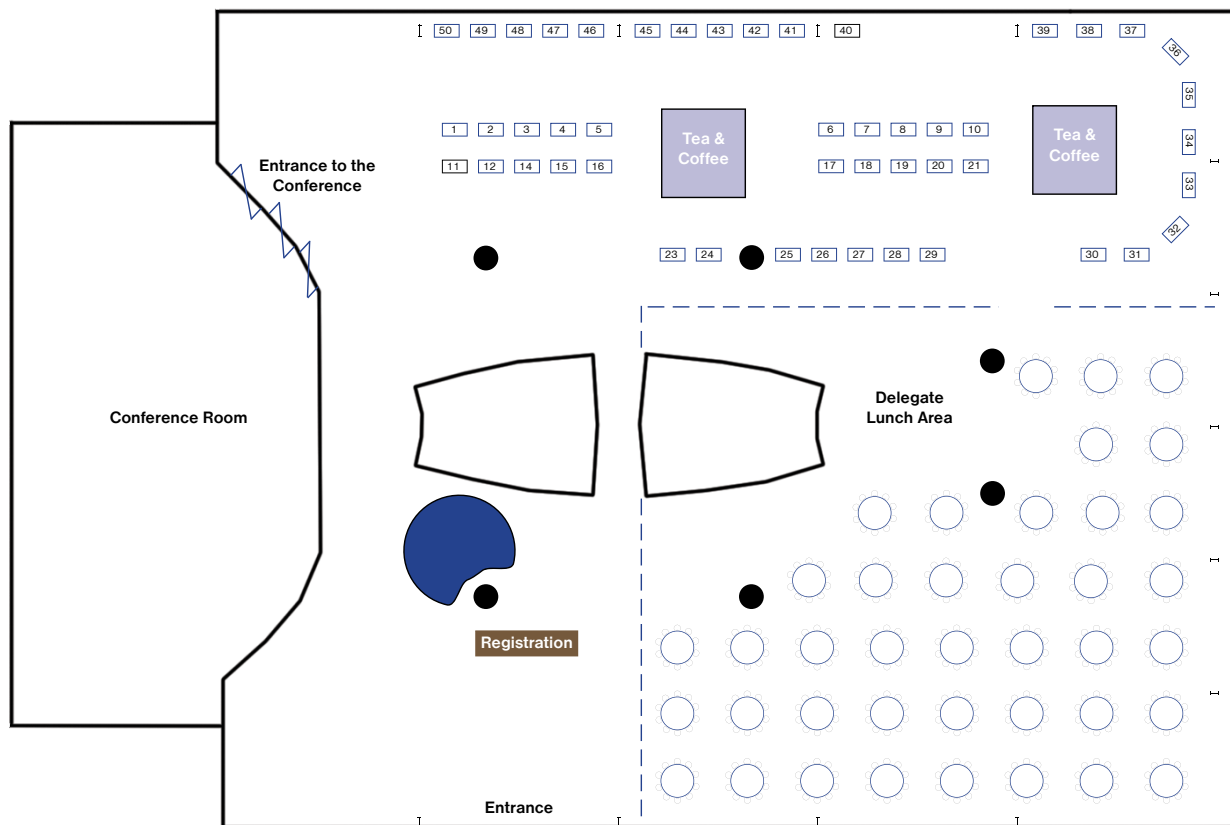 50 49 48 47 46 45 44 43 42 41 40 39 38 37
36
35
1 2 3 4 5 6 7 8 9 10
Tea &
Coffee
Tea &
Coffee
34
11 12 14 15 16 17 18 19 20 21
Entrance to the
Conference
33
32
23 24 25 26 27 28 29 30 31
Delegate
Lunch Area
Conference Room
Registration
Entrance